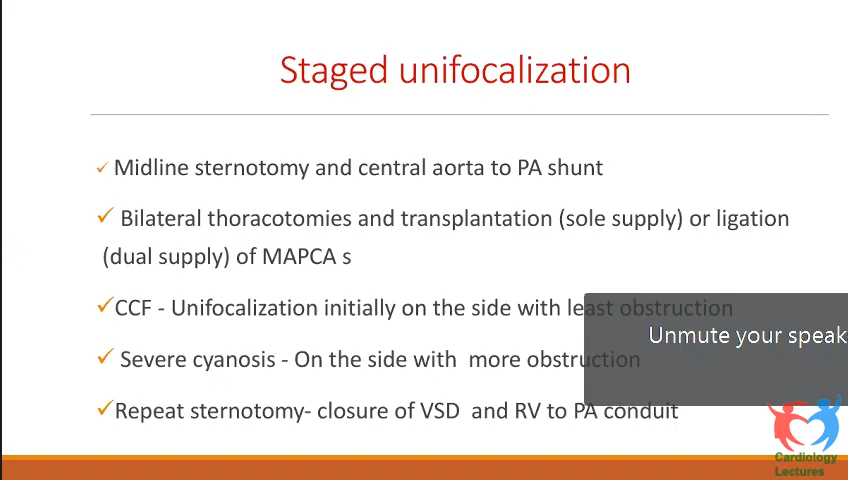 Staged unifocalization
Midline sternotomy and central aorta to PA shunt
Bilateral thoracotomies and transplantation (sole supply) or ligation
(dual supply) of MAPCA s
CCF - Unifocalization initially on the side with least obstruction
Unmute your speak
Severe cyanosis - On the side with more obstruction
Repeat sternotomy- closure of VSD and RV to PA conduit
Cardiology
Lectures